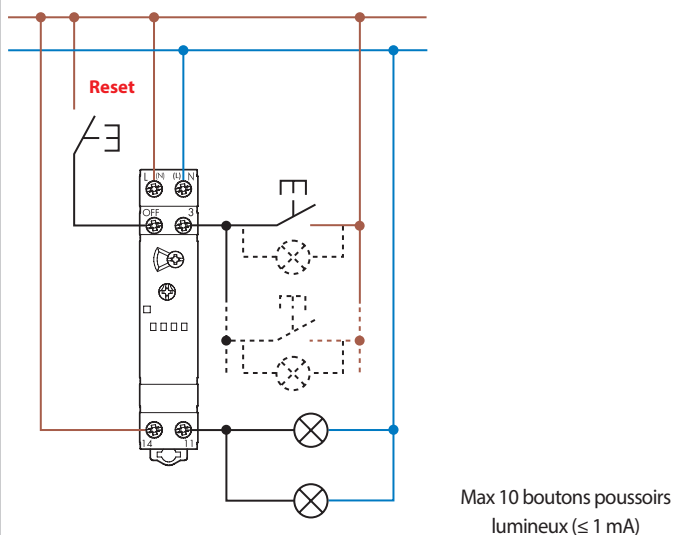 Reset
L (N) (L) N
OFF 3
14 11
Max 10 boutons poussoirs
lumineux (≤ 1 mA)